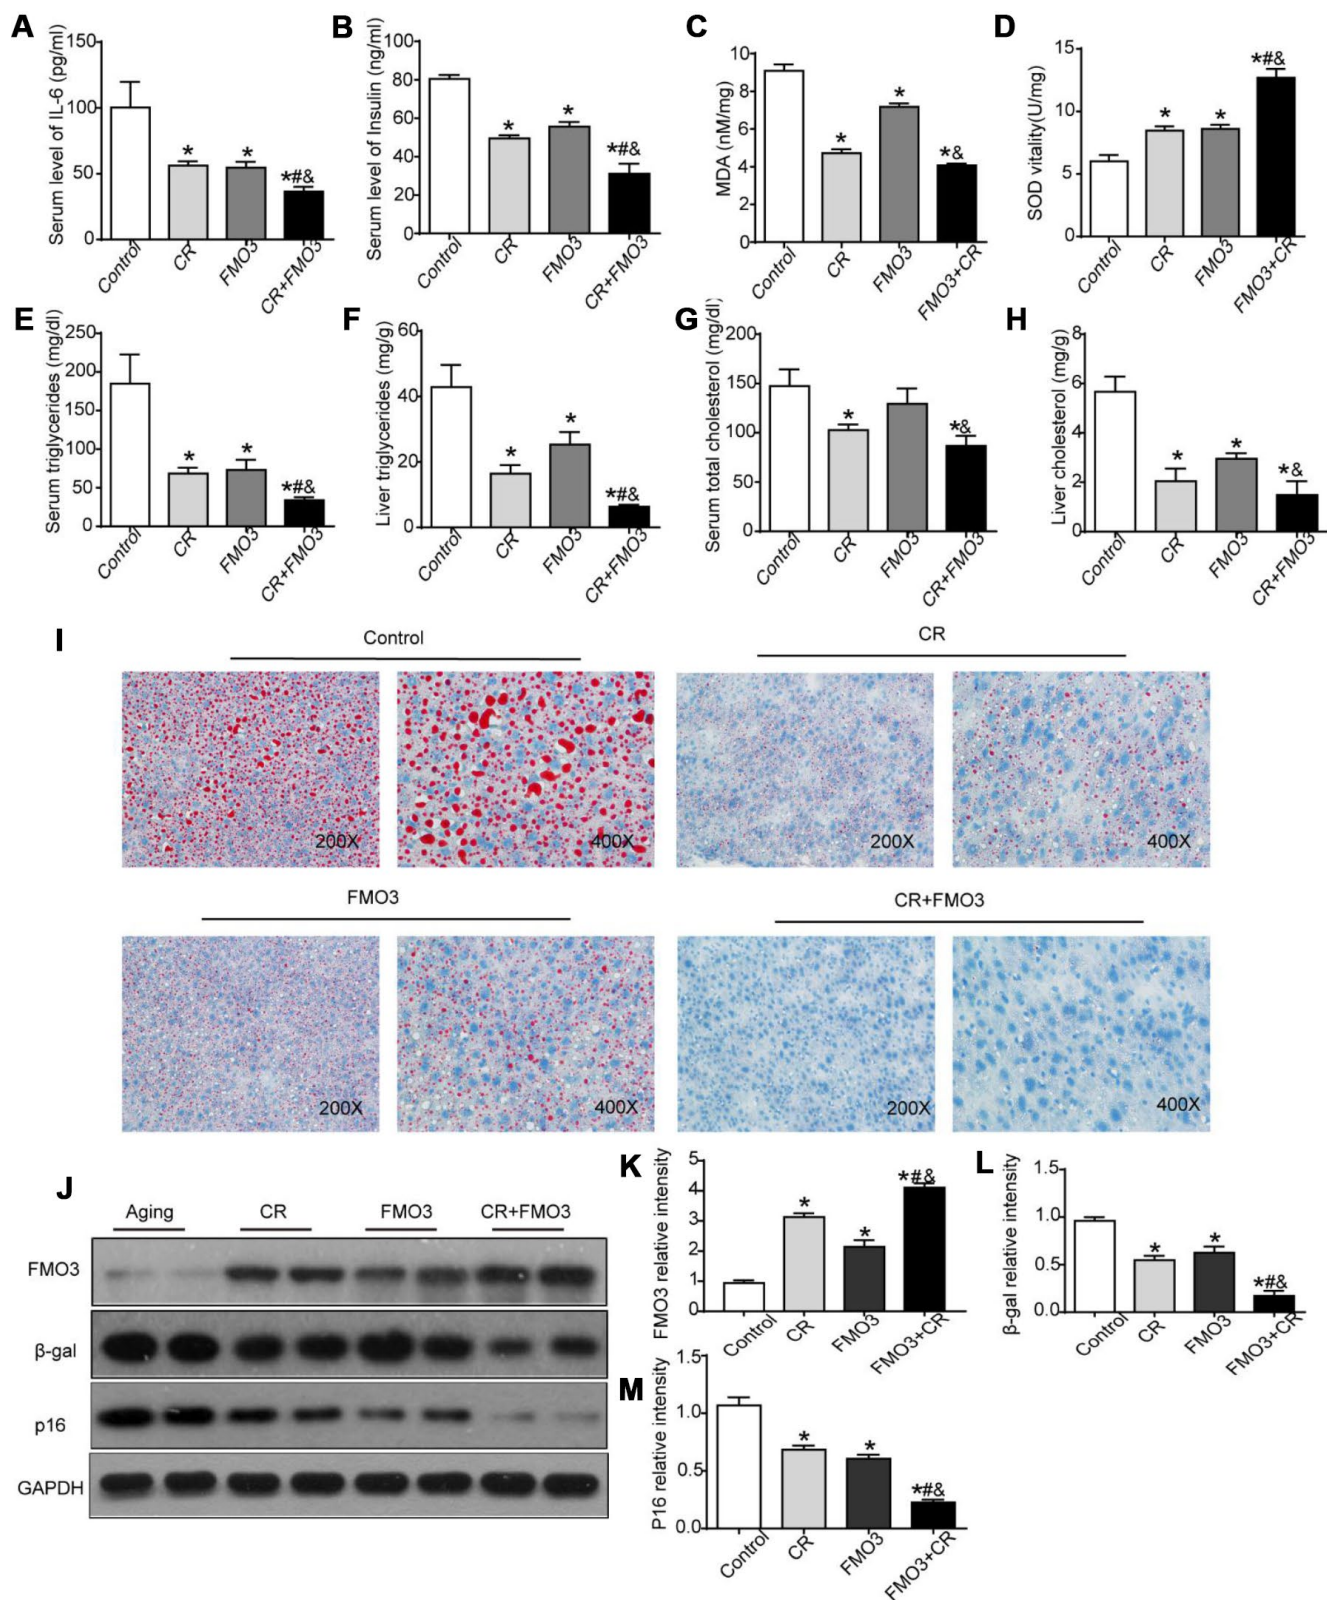 A
Serum level of IL-6 (pg/ml)
150
100
50
0
*
*
*#&
Control
CR
FMO3
CR+FMO3
B
Serum level of Insulin (ng/ml)
100
80
60
40
20
0
*
*
*#&
Control
CR
FMO3
CR+FMO3
C
MDA (nM/mg)
10
8
6
4
2
0
*
*
*&
Control
CR
FMO3
FMO3+CR
D
SOD vitality(U/mg)
15
10
5
0
*
*
*#&
Control
CR
FMO3
FMO3+CR
E
Serum triglycerides (mg/dl)
250
200
150
100
50
0
*
*
*#&
Control
CR
FMO3
CR+FMO3
F
Liver triglycerides (mg/g)
60
40
20
0
*
*
*#&
Control
CR
FMO3
CR+FMO3
G
Serum total cholesterol (mg/dl)
200
150
100
50
0
*
*&
Control
CR
FMO3
CR+FMO3
H
Liver cholesterol (mg/g)
8
6
4
2
0
*
*
*&
Control
CR
FMO3
CR+FMO3
I
Control
CR
200X
400X
200X
400X
FMO3
CR+FMO3
200X
400X
200X
400X
J
Aging
CR
FMO3
CR+FMO3
FMO3
β-gal
p16
GAPDH
K
FMO3 relative intensity
5
4
3
2
1
0
*
*
*#&
Control
CR
FMO3
FMO3+CR
L
β-gal relative intensity
1.5
1.0
0.5
0.0
*
*
*#&
Control
CR
FMO3
FMO3+CR
M
P16 relative intensity
1.5
1.0
0.5
0.0
*
*
*#&
Control
CR
FMO3
FMO3+CR